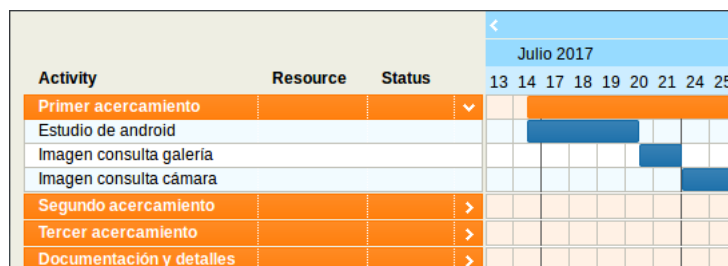 Julio 2017
Activity Resource Status 13 14 17 18 19 20 21 24 25
Primer acercamiento
Estudio de android
Imagen consulta galería
Imagen consulta cámara
Segundo acercamiento
Tercer acercamiento
Documentación y detalles